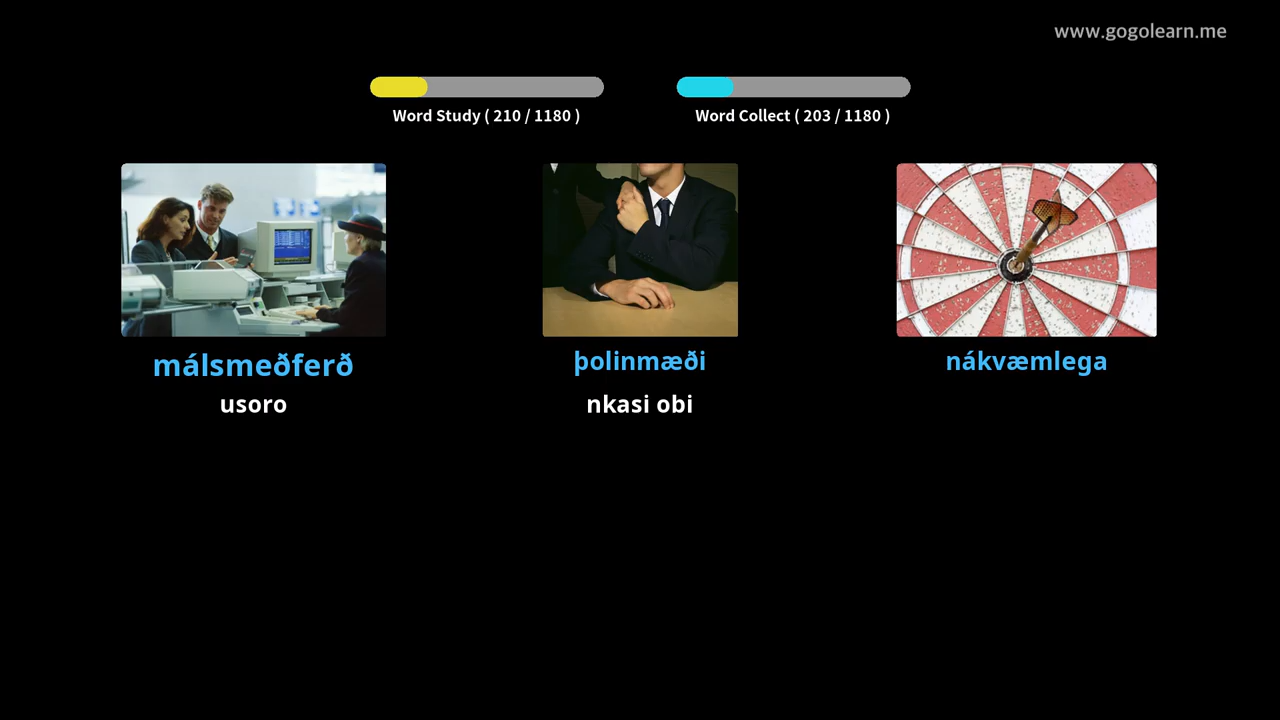 www.gogolearn.me
Word Study ( 210 / 1180 )
Word Collect ( 203 / 1180 )
málsmeðferð
þolinmæði
nákvæmlega
usoro
nkasi obi